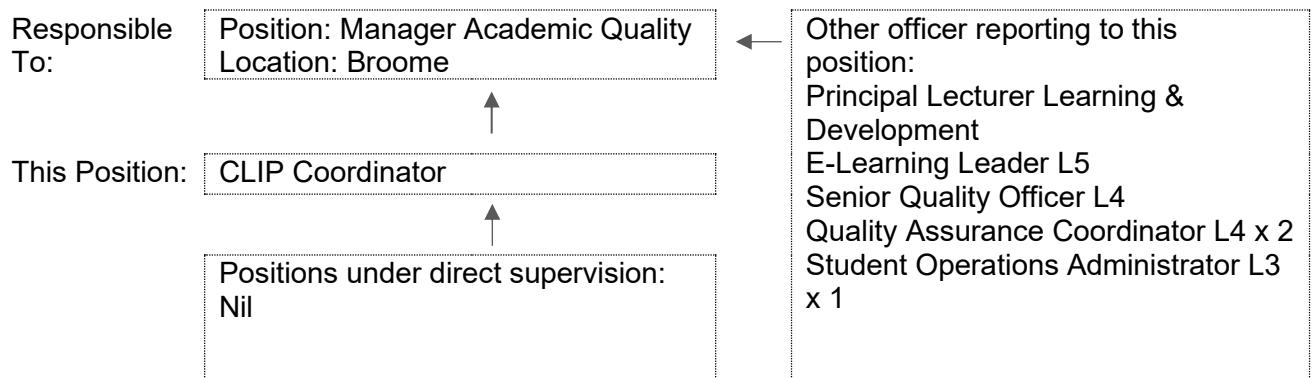 Responsible
To:
Position: Manager Academic Quality
Location: Broome
Other officer reporting to this
position:
Principal Lecturer Learning &
Development
E-Learning Leader L5
Senior Quality Officer L4
Quality Assurance Coordinator L4 x 2
Student Operations Administrator L3
x 1
This Position:
CLIP Coordinator
Positions under direct supervision:
Nil